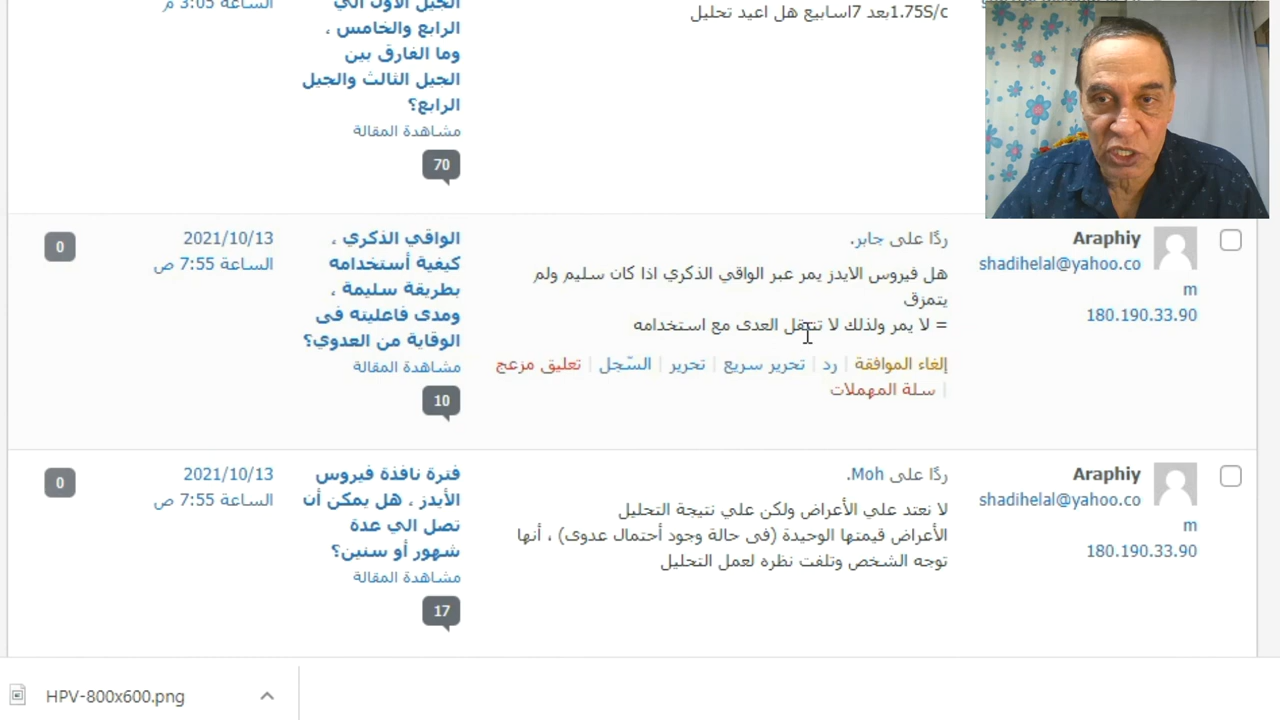 1.75S/cبعد 7اسابيع هل اعيد تحليل
الجيل الأول الي
الرابع والخامس ،
وما الفارق بين
الجيل الثالث والجيل
الرابع؟
مشاهدة المقالة
70
الساعة 3:05 م
Araphiy
shadihelal@yahoo.co
m
180.190.33.90
ردًا على جابر.
هل فيروس الايدز يمر عبر الواقي الذكري اذا كان سليم ولم
يتمزق
= لا يمر ولذلك لا تنتقل العدى مع استخدامه
إلغاء الموافقة | رد | تحرير سريع | تحرير | السّجل | تعليق مزعج
| سلة المهملات
الواقي الذكري ،
كيفية أستخدامه
بطريقة سليمة ،
ومدى فاعليته فى
الوقاية من العدوي؟
مشاهدة المقالة
10
2021/10/13
الساعة 7:55 ص
0
Araphiy
shadihelal@yahoo.co
m
180.190.33.90
ردًا على Moh.
لا نعتد علي الأعراض ولكن علي نتيجة التحليل
الأعراض قيمتها الوحيدة (فى حالة وجود أحتمال عدوى) ، أنها
توجه الشخص وتلفت نظره لعمل التحليل
فترة نافذة فيروس
الأيدز ، هل يمكن أن
تصل الي عدة
شهور أو سنين؟
مشاهدة المقالة
17
2021/10/13
الساعة 7:55 ص
0
HPV-800x600.png